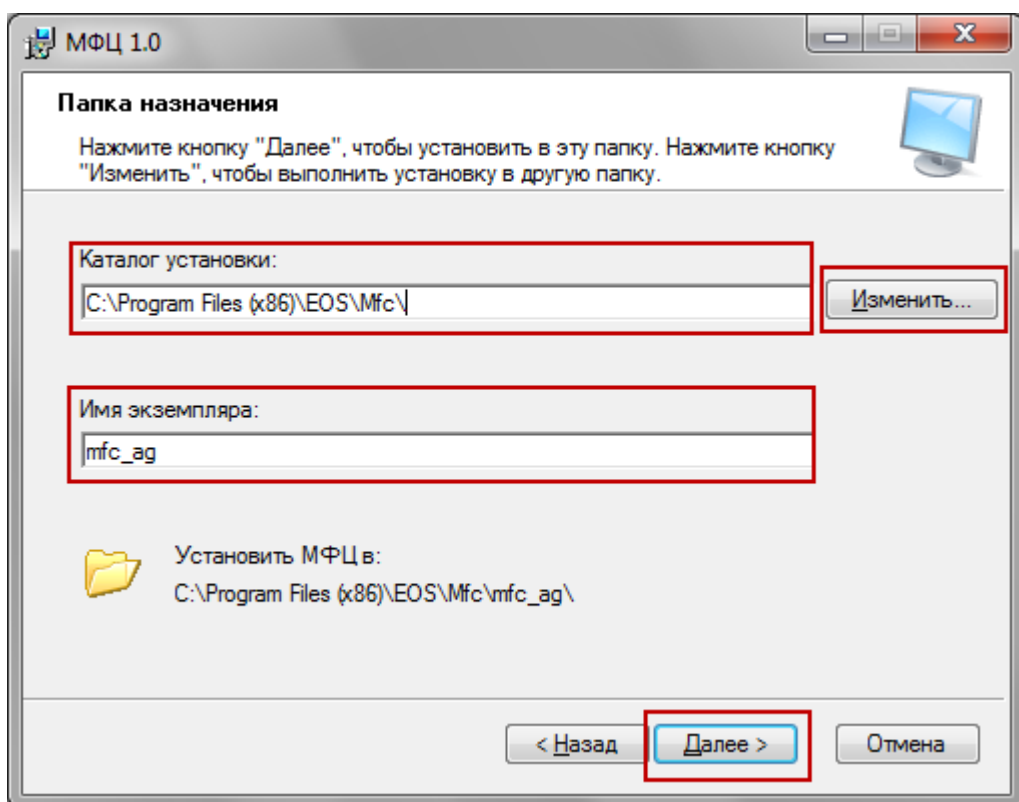 МФЦ 1.0
Папка назначения
Нажмите кнопку "Далее", чтобы установить в эту папку. Нажмите кнопку
"Изменить", чтобы выполнить установку в другую папку.
Каталог установки:
C:\Program Files (x86)\EOS\Mfc\
Изменить...
Имя экземпляра:
mfc_ag
Установить МФЦ в:
C:\Program Files (x86)\EOS\Mfc\mfc_ag\
< Назад
Далее >
Отмена